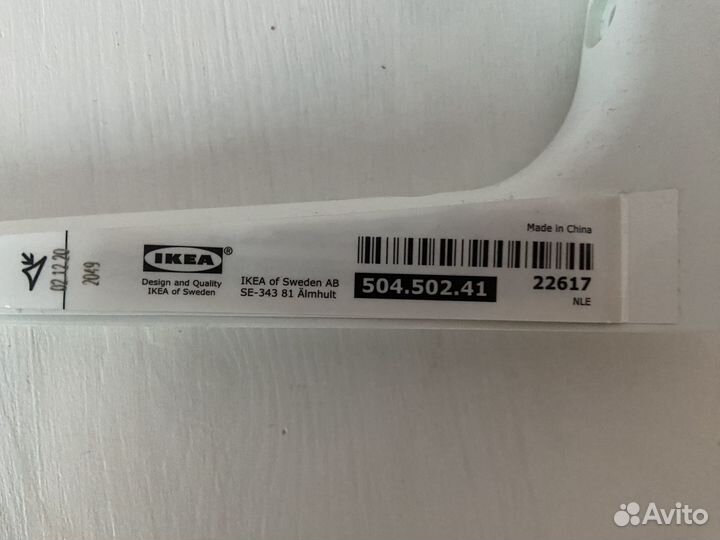 Made in China
02.12.20
2049
IKEA®
Design and Quality
IKEA of Sweden
IKEA of Sweden AB
SE-343 81 Älmhult
504.502.41
22617
NLE
Avito